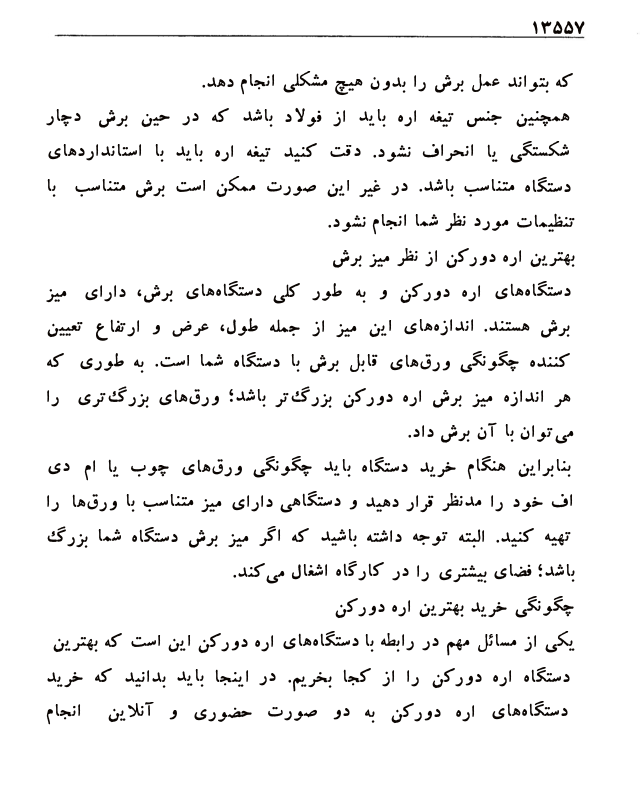 ۱۳۵۵۷
که بتواند عمل برش را بدون هیچ مشکلی انجام دهد.
همچنین جنس تیغه اره باید از فولاد باشد که در حین برش دچار
شکستگی یا انحراف نشود. دقت کنید تیغه اره باید با استانداردهای
دستگاه متناسب باشد. در غیر این صورت ممکن است برش متناسب با
تنظیمات مورد نظر شما انجام نشود.
بهترین اره دورکن از نظر میز برش
دستگاه‌های اره دورکن و به طور کلی دستگاه‌های برش، دارای میز
برش هستند. اندازه‌های این میز از جمله طول، عرض و ارتفاع تعیین
کننده چگونگی ورق‌های قابل برش با دستگاه شما است. به طوری که
هر اندازه میز برش اره دورکن بزرگ‌تر باشد؛ ورق‌های بزرگ‌تری را
می‌توان با آن برش داد.
بنابراین هنگام خرید دستگاه باید چگونگی ورق‌های چوب یا ام دی
اف خود را مدنظر قرار دهید و دستگاهی دارای میز متناسب با ورق‌ها را
تهیه کنید. البته توجه داشته باشید که اگر میز برش دستگاه شما بزرگ
باشد؛ فضای بیشتری را در کارگاه اشغال می‌کند.
چگونگی خرید بهترین اره دورکن
یکی از مسائل مهم در رابطه با دستگاه‌های اره دورکن این است که بهترین
دستگاه اره دورکن را از کجا بخریم. در اینجا باید بدانید که خرید
دستگاه‌های اره دورکن به دو صورت حضوری و آنلاین انجام